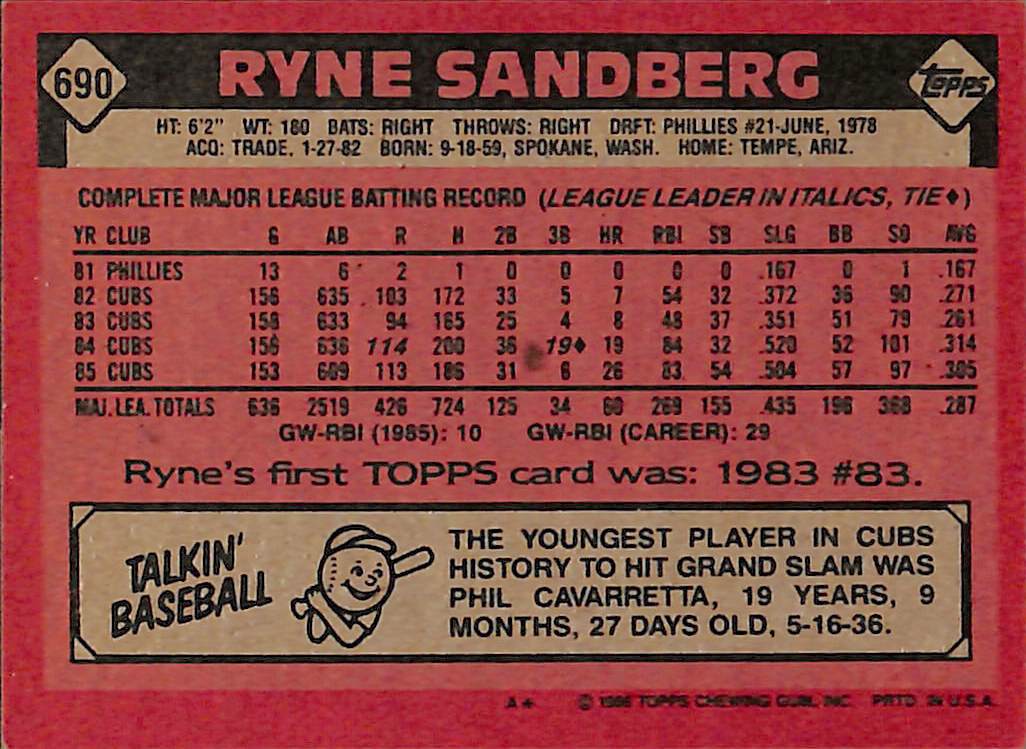 690
RYNE SANDBERG
TOPPS
HT: 6'2" WT: 180 BATS: RIGHT THROWS: RIGHT DRFT: PHILLIES #21-JUNE, 1978
ACQ: TRADE, 1-27-82 BORN: 9-18-59, SPOKANE, WASH. HOME: TEMPE, ARIZ.
COMPLETE MAJOR LEAGUE BATTING RECORD (LEAGUE LEADER IN ITALICS, TIE♦)
YR CLUB G AB R H 2B 3B HR RBI SB SLG BB SO AVG
81 PHILLIES 13 6 2 1 0 0 0 0 0 .167 0 1 .167
82 CUBS 156 635 103 172 33 5 7 54 32 .372 36 90 .271
83 CUBS 158 633 94 165 25 4 8 48 37 .351 51 79 .261
84 CUBS 156 636 114 200 36 19♦ 19 84 32 .520 52 101 .314
85 CUBS 153 609 113 186 31 6 26 83 54 .504 57 97 .305
MAJ. LEA. TOTALS 636 2519 426 724 125 34 60 269 155 .435 196 368 .287
GW-RBI (1985): 10 GW-RBI (CAREER): 29
Ryne's first TOPPS card was: 1983 #83.
TALKIN'
BASEBALL
THE YOUNGEST PLAYER IN CUBS
HISTORY TO HIT GRAND SLAM WAS
PHIL CAVARRETTA, 19 YEARS, 9
MONTHS, 27 DAYS OLD, 5-16-36.
A* © 1986 TOPPS CHEWING GUM, INC. PRTD. IN U.S.A.